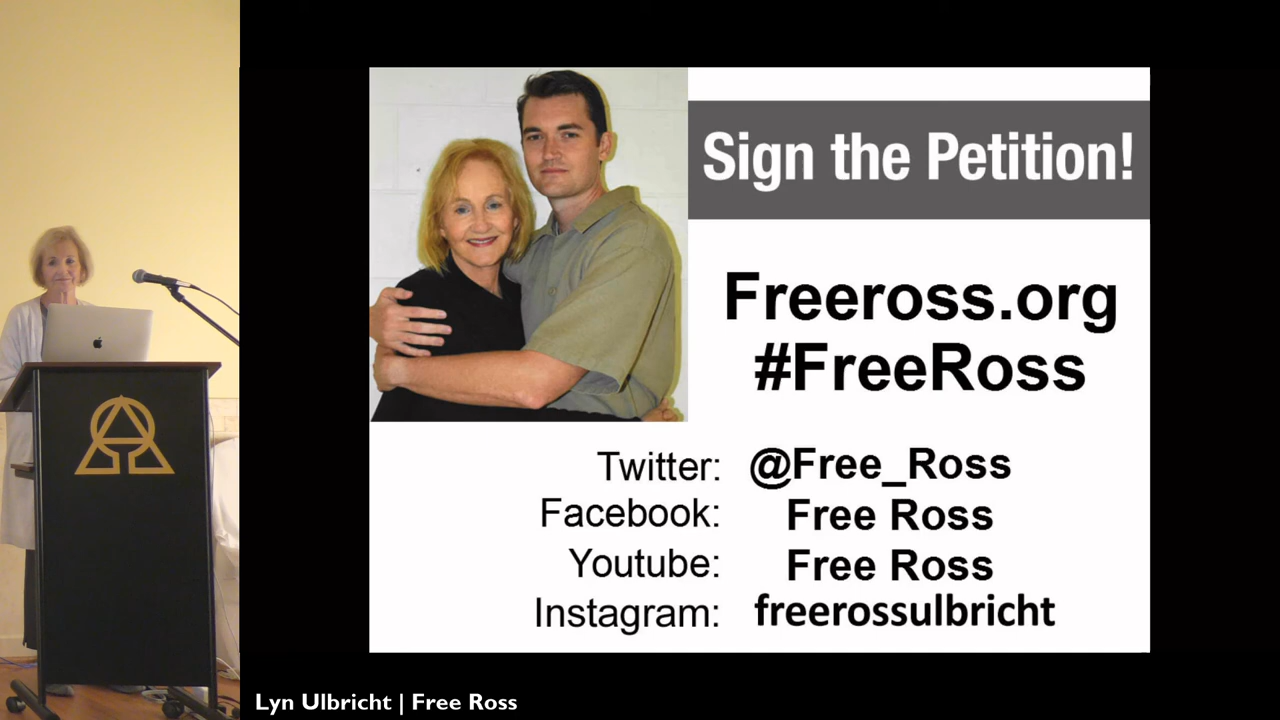 Sign the Petition!
Freeross.org
#FreeRoss
Twitter: @Free_Ross
Facebook: Free Ross
Youtube: Free Ross
Instagram: freerossulbricht
Lyn Ulbricht | Free Ross